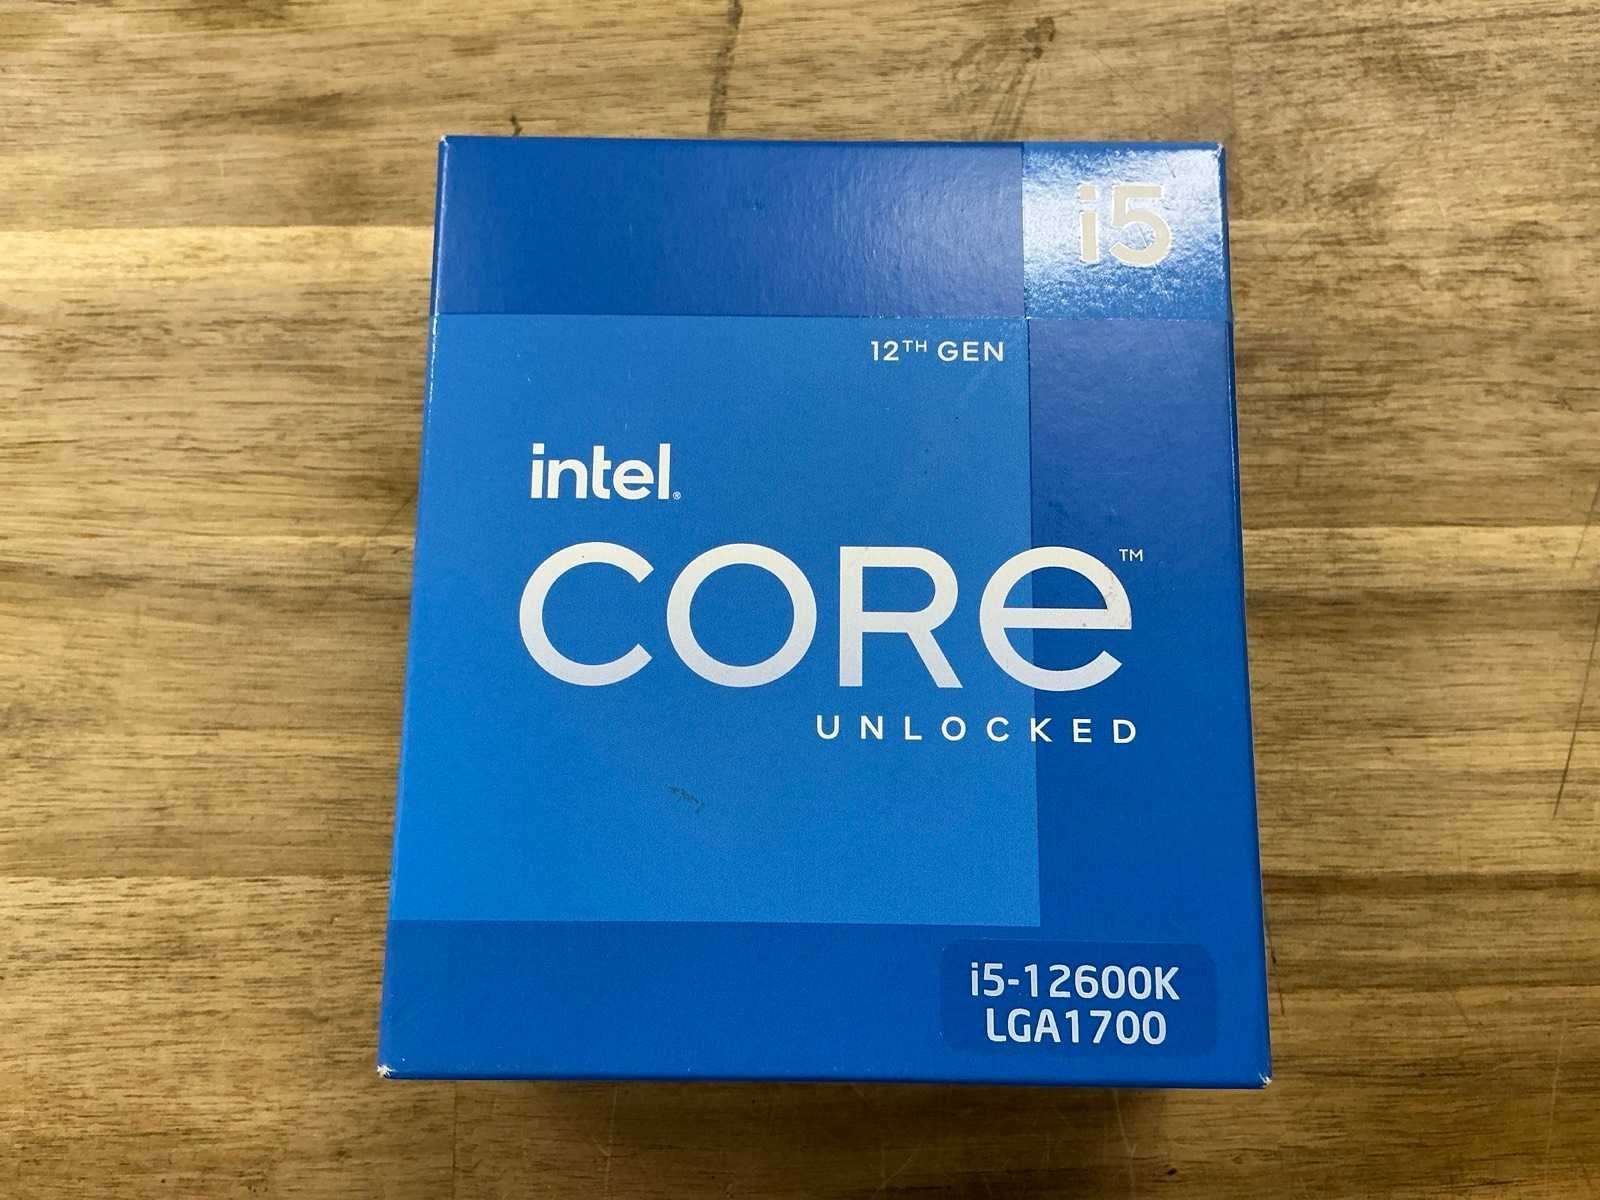 i5
12TH GEN
intel®
CORE™
UNLOCKED
i5-12600K
LGA1700